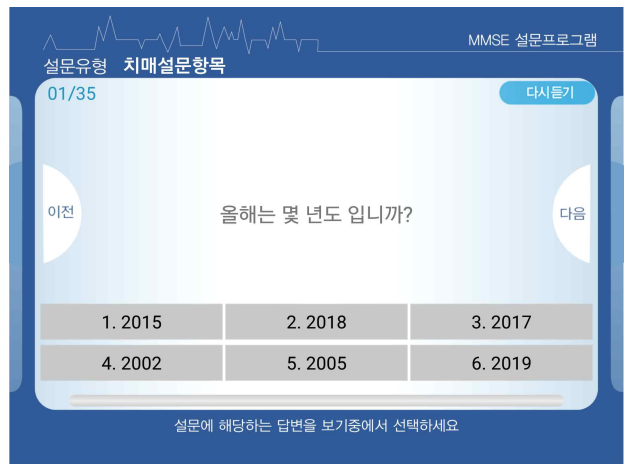 MMSE 설문프로그램
설문유형 치매설문항목
01/35 다시듣기
이전 올해는 몇 년도 입니까? 다음
1. 2015 2. 2018 3. 2017
4. 2002 5. 2005 6. 2019
설문에 해당하는 답변을 보기중에서 선택하세요